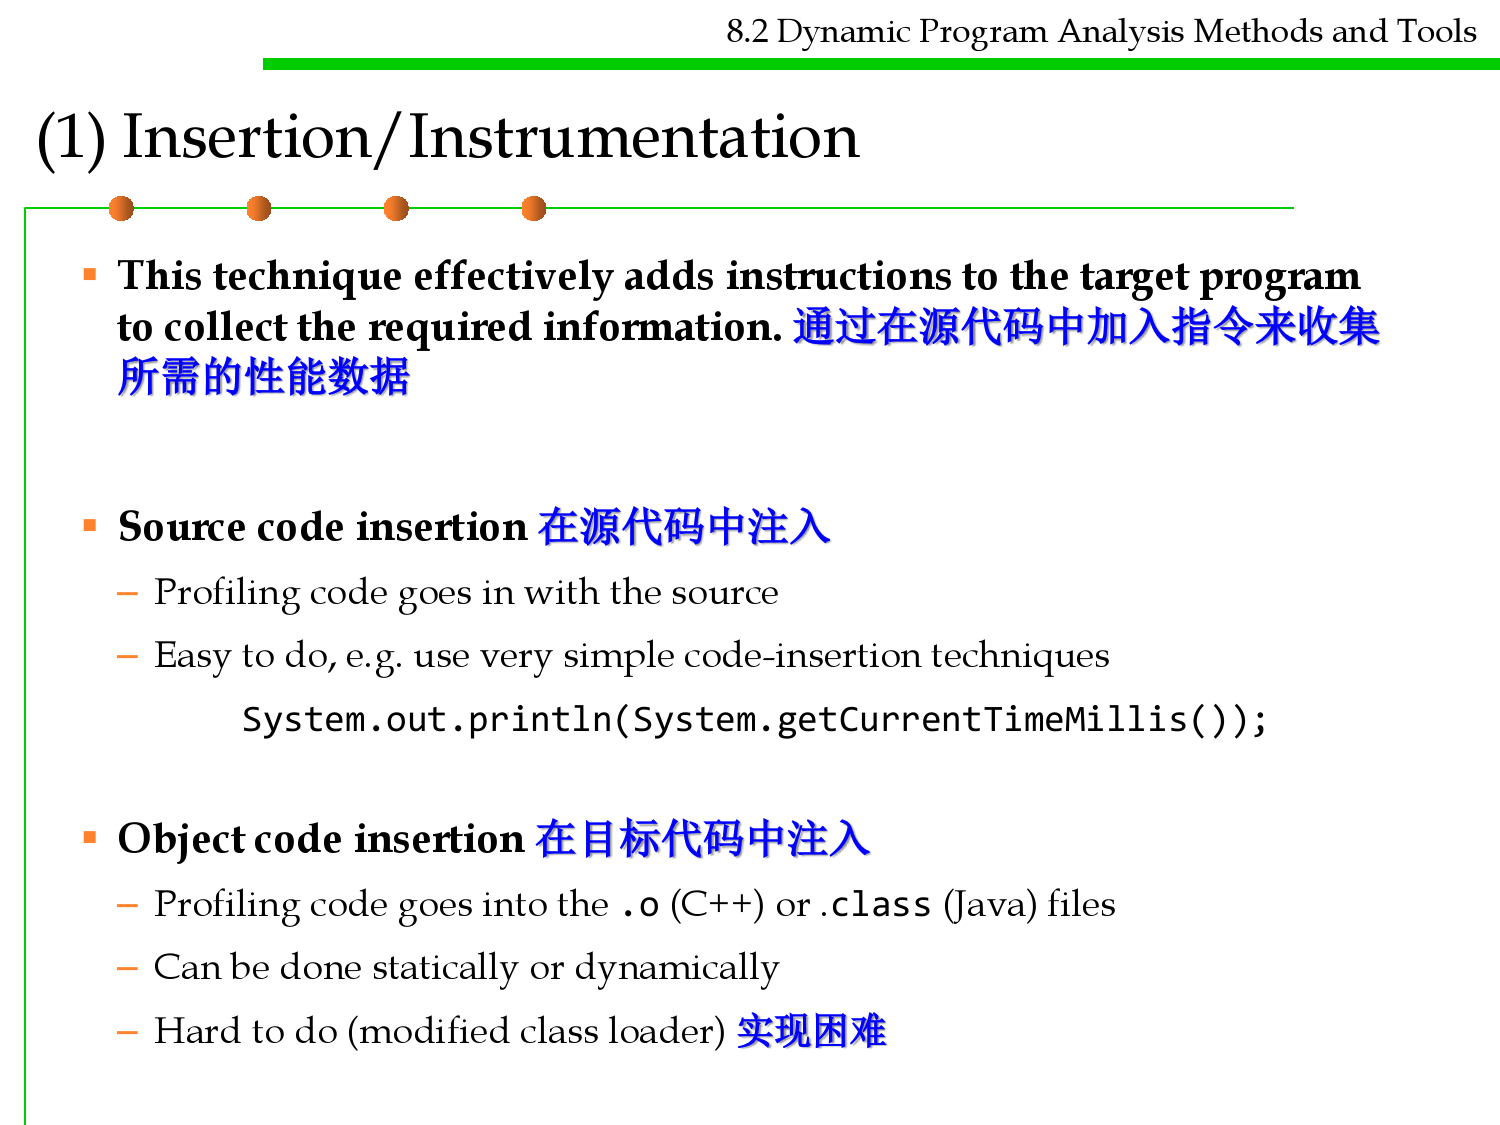 8.2 Dynamic Program Analysis Methods and Tools
(1) Insertion/Instrumentation
▪ This technique effectively adds instructions to the target program
to collect the required information. 通过在源代码中加入指令来收集
所需的性能数据
▪ Source code insertion 在源代码中注入
– Profiling code goes in with the source
– Easy to do, e.g. use very simple code-insertion techniques
System.out.println(System.getCurrentTimeMillis());
▪ Object code insertion 在目标代码中注入
– Profiling code goes into the .o (C++) or .class (Java) files
– Can be done statically or dynamically
– Hard to do (modified class loader) 实现困难